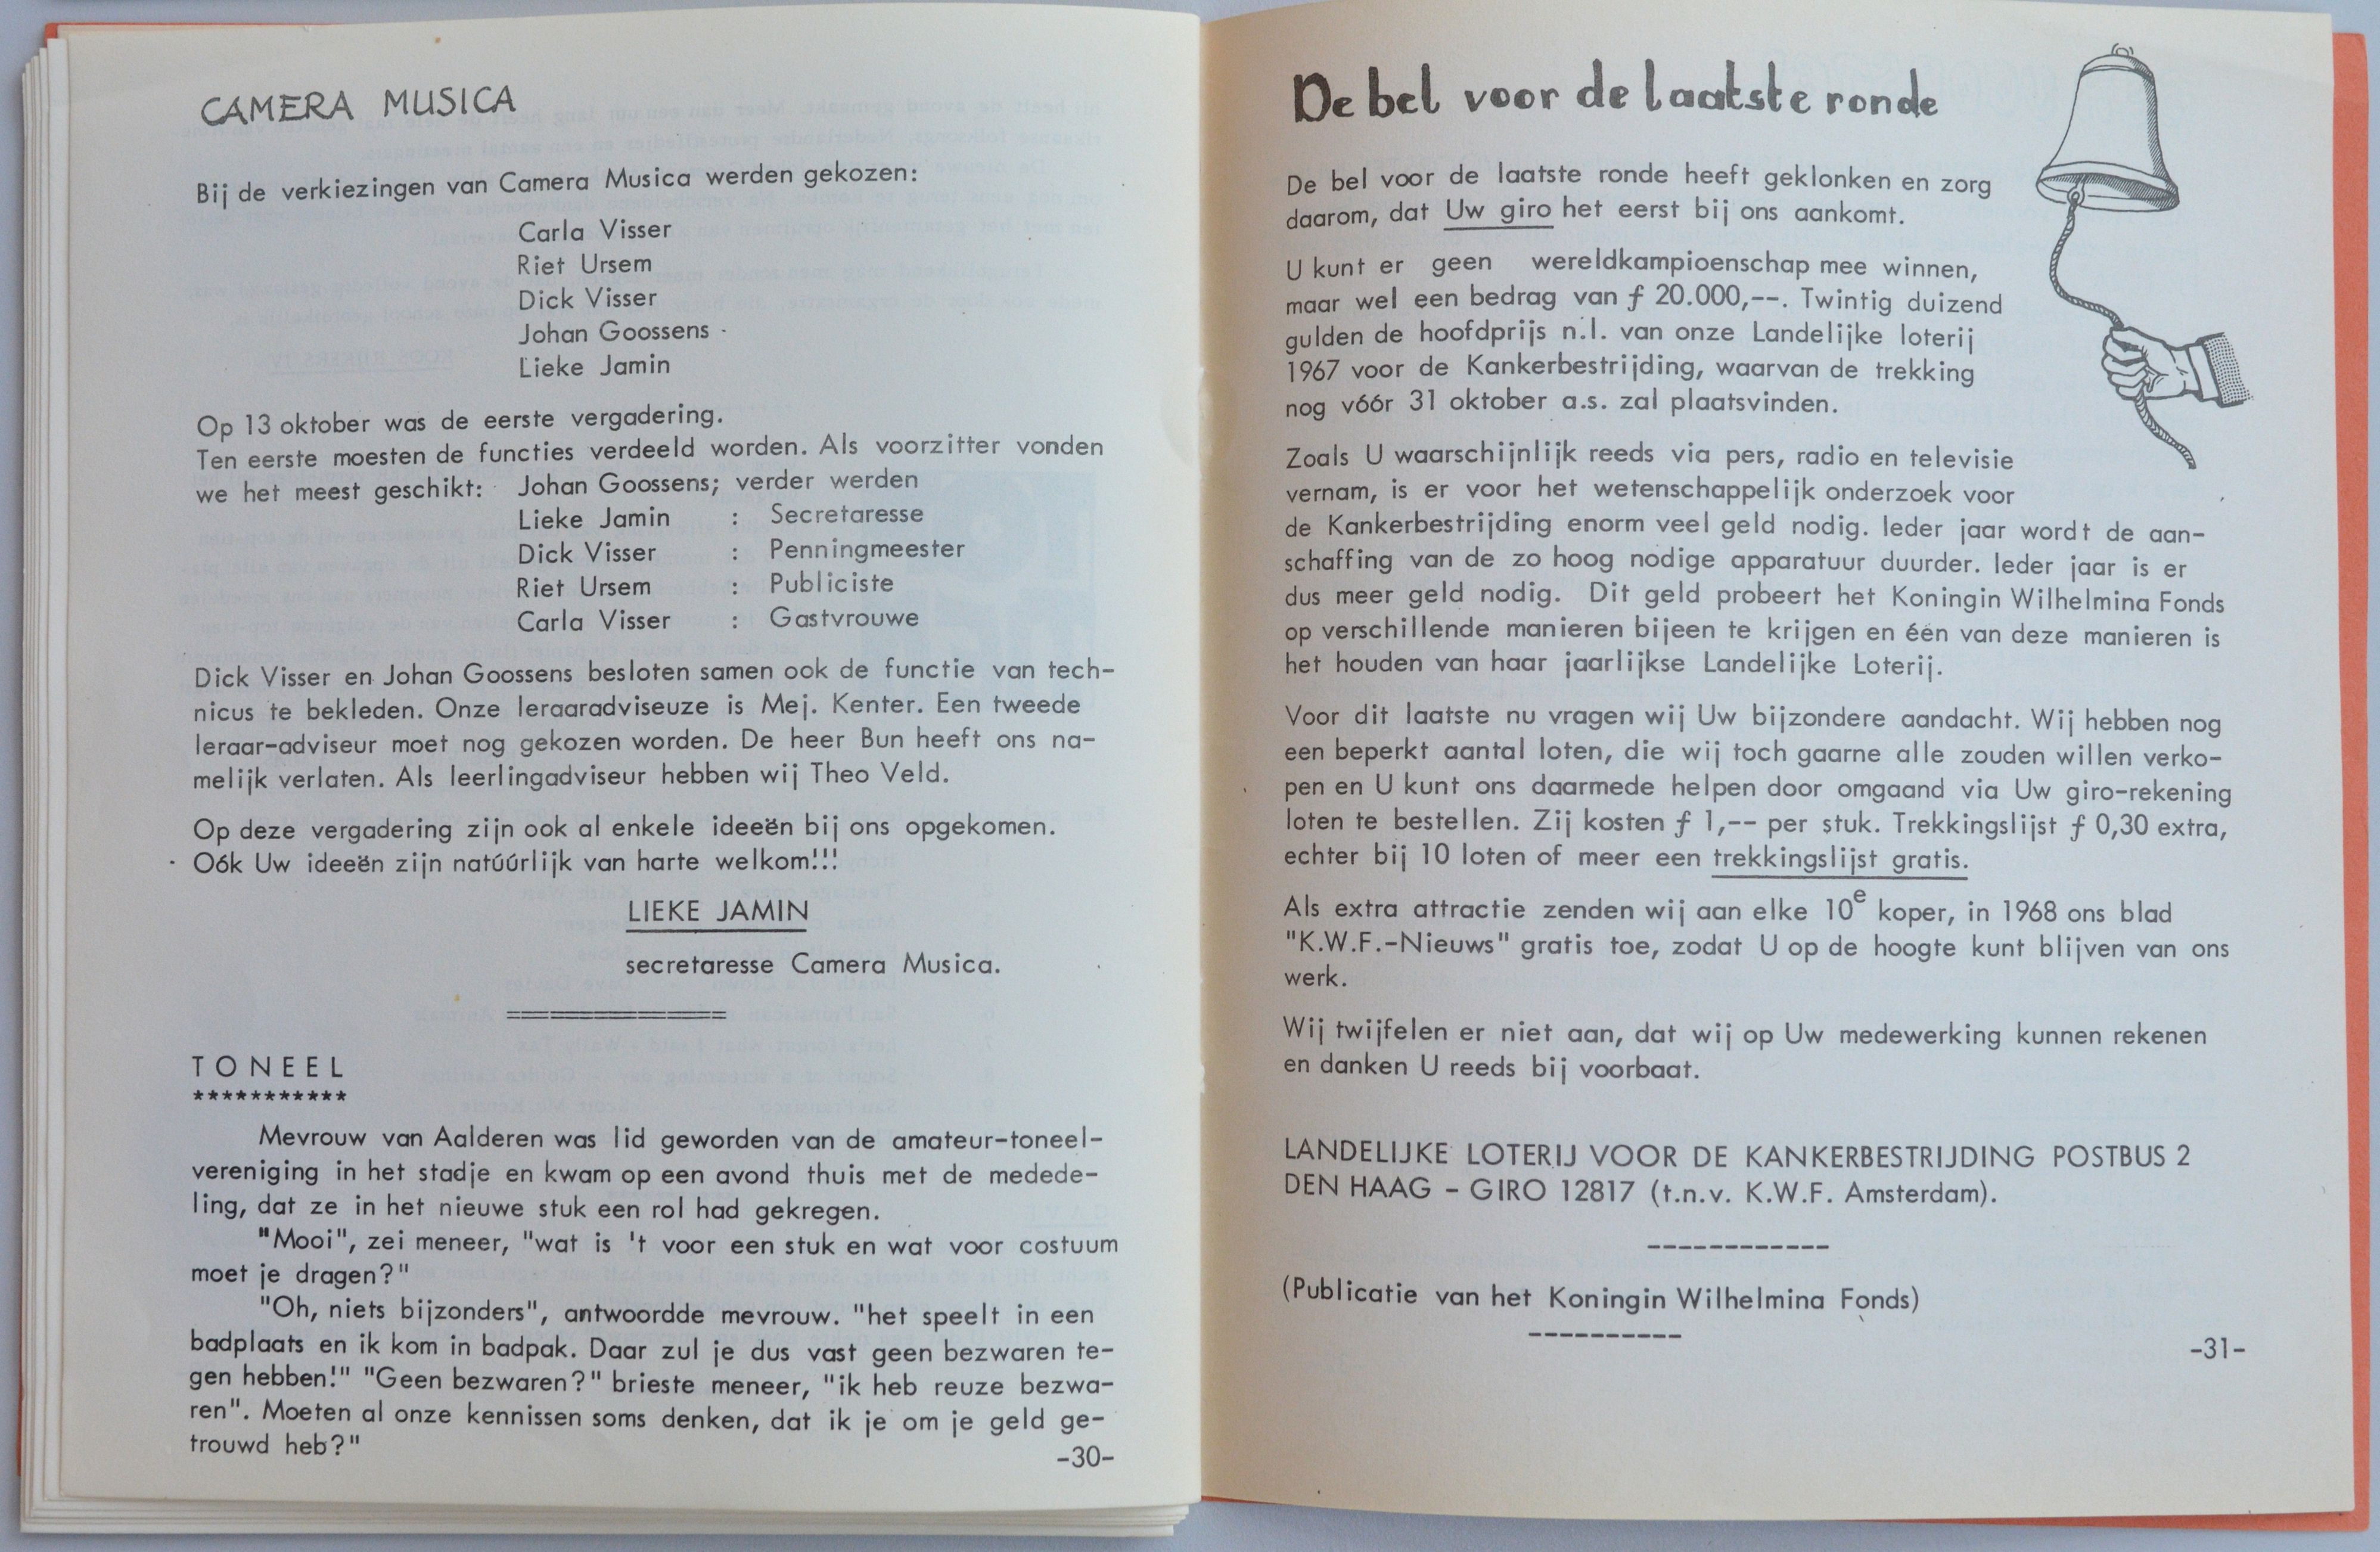 CAMERA MUSICA
Bij de verkiezingen van Camera Musica werden gekozen:
Carla Visser
Riet Ursem
Dick Visser
Johan Goossens
Lieke Jamin
Op 13 oktober was de eerste vergadering.
Ten eerste moesten de functies verdeeld worden. Als voorzitter vonden
we het meest geschikt: Johan Goossens; verder werden
Lieke Jamin : Secretaresse
Dick Visser : Penningmeester
Riet Ursem : Publiciste
Carla Visser : Gastvrouwe
Dick Visser en Johan Goossens besloten samen ook de functie van tech-
nicus te bekleden. Onze leraaradviseuze is Mej. Kenter. Een tweede
leraar-adviseur moet nog gekozen worden. De heer Bun heeft ons na-
melijk verlaten. Als leerlingadviseur hebben wij Theo Veld.
Op deze vergadering zijn ook al enkele ideeën bij ons opgekomen.
Oók Uw ideeën zijn natúúrlijk van harte welkom!!!
LIEKE JAMIN
secretaresse Camera Musica.
===============
TONEEL
***********
Mevrouw van Aalderen was lid geworden van de amateur-toneel-
vereniging in het stadje en kwam op een avond thuis met de medede-
ling, dat ze in het nieuwe stuk een rol had gekregen.
"Mooi", zei meneer, "wat is 't voor een stuk en wat voor costuum
moet je dragen?"
"Oh, niets bijzonders", antwoordde mevrouw. "het speelt in een
badplaats en ik kom in badpak. Daar zul je dus vast geen bezwaren te-
gen hebben!" "Geen bezwaren?" brieste meneer, "ik heb reuze bezwa-
ren". Moeten al onze kennissen soms denken, dat ik je om je geld ge-
trouwd heb?"
-30-
De bel voor de laatste ronde
De bel voor de laatste ronde heeft geklonken en zorg
daarom, dat Uw giro het eerst bij ons aankomt.
U kunt er geen wereldkampioenschap mee winnen,
maar wel een bedrag van ƒ 20.000,--. Twintig duizend
gulden de hoofdprijs n.l. van onze Landelijke loterij
1967 voor de Kankerbestrijding, waarvan de trekking
nog vóór 31 oktober a.s. zal plaatsvinden.
Zoals U waarschijnlijk reeds via pers, radio en televisie
vernam, is er voor het wetenschappelijk onderzoek voor
de Kankerbestrijding enorm veel geld nodig. Ieder jaar wordt de aan-
schaffing van de zo hoog nodige apparatuur duurder. Ieder jaar is er
dus meer geld nodig. Dit geld probeert het Koningin Wilhelmina Fonds
op verschillende manieren bijeen te krijgen en één van deze manieren is
het houden van haar jaarlijkse Landelijke Loterij.
Voor dit laatste nu vragen wij Uw bijzondere aandacht. Wij hebben nog
een beperkt aantal loten, die wij toch gaarne alle zouden willen verko-
pen en U kunt ons daarmede helpen door omgaand via Uw giro-rekening
loten te bestellen. Zij kosten ƒ 1,-- per stuk. Trekkingslijst ƒ 0,30 extra,
echter bij 10 loten of meer een trekkingslijst gratis.
Als extra attractie zenden wij aan elke 10e koper, in 1968 ons blad
"K.W.F.-Nieuws" gratis toe, zodat U op de hoogte kunt blijven van ons
werk.
Wij twijfelen er niet aan, dat wij op Uw medewerking kunnen rekenen
en danken U reeds bij voorbaat.
LANDELIJKE LOTERIJ VOOR DE KANKERBESTRIJDING POSTBUS 2
DEN HAAG - GIRO 12817 (t.n.v. K.W.F. Amsterdam).
------------
(Publicatie van het Koningin Wilhelmina Fonds)
----------
-31-